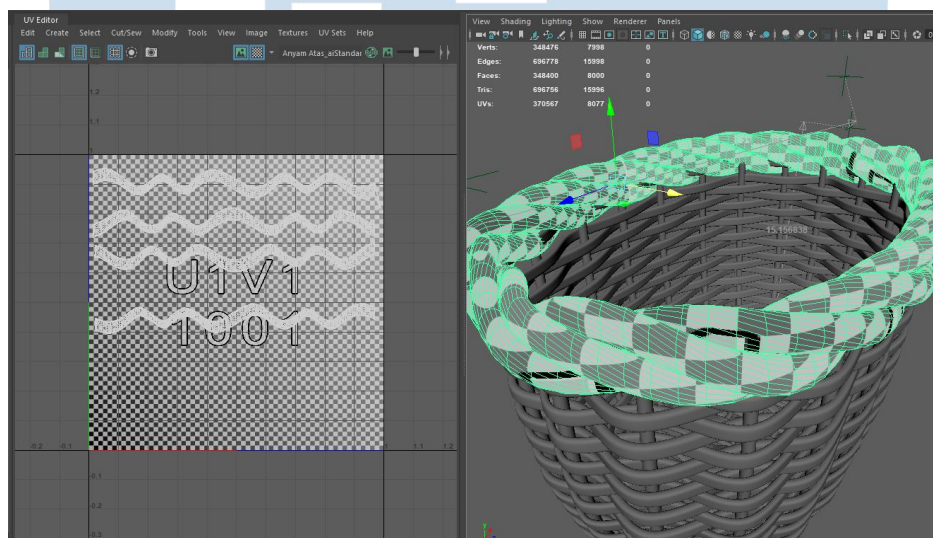 UV Editor
Edit Create Select Cut/Sew Modify Tools View Image Textures UV Sets Help
Anyam Atas_aiStandar
1.2
1.1
1
U1V1
1001
-0.2 -0.1 1 1.1 1.2
-0.1
-0.2
-0.3
View Shading Lighting Show Renderer Panels
Verts: 348476 7998 0
Edges: 696778 15998 0
Faces: 348400 8000 0
Tris: 696756 15996 0
UVs: 370567 8077 0
15.156838
y